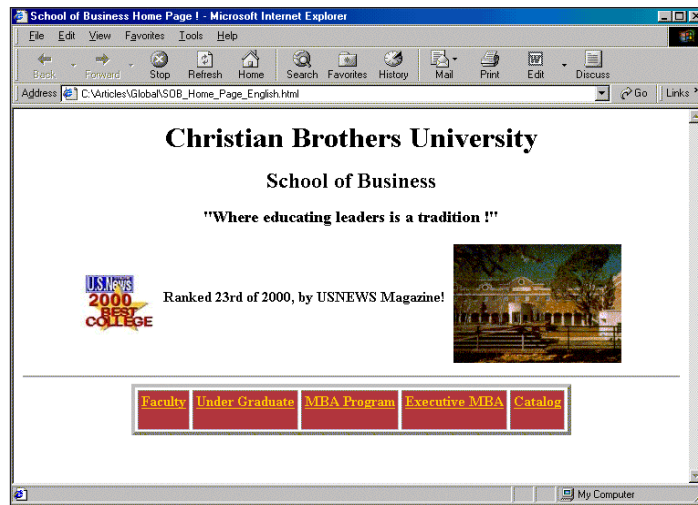 School of Business Home Page ! - Microsoft Internet Explorer
File Edit View Favorites Tools Help
Back Forward Stop Refresh Home Search Favorites History Mail Print Edit Discuss
Address C:\Articles\Global\SOB_Home_Page_English.html Go Links
Christian Brothers University
School of Business
"Where educating leaders is a tradition !"
U.S.News
2000
BEST
COLLEGE
Ranked 23rd of 2000, by USNEWS Magazine!
Faculty Under Graduate MBA Program Executive MBA Catalog
My Computer